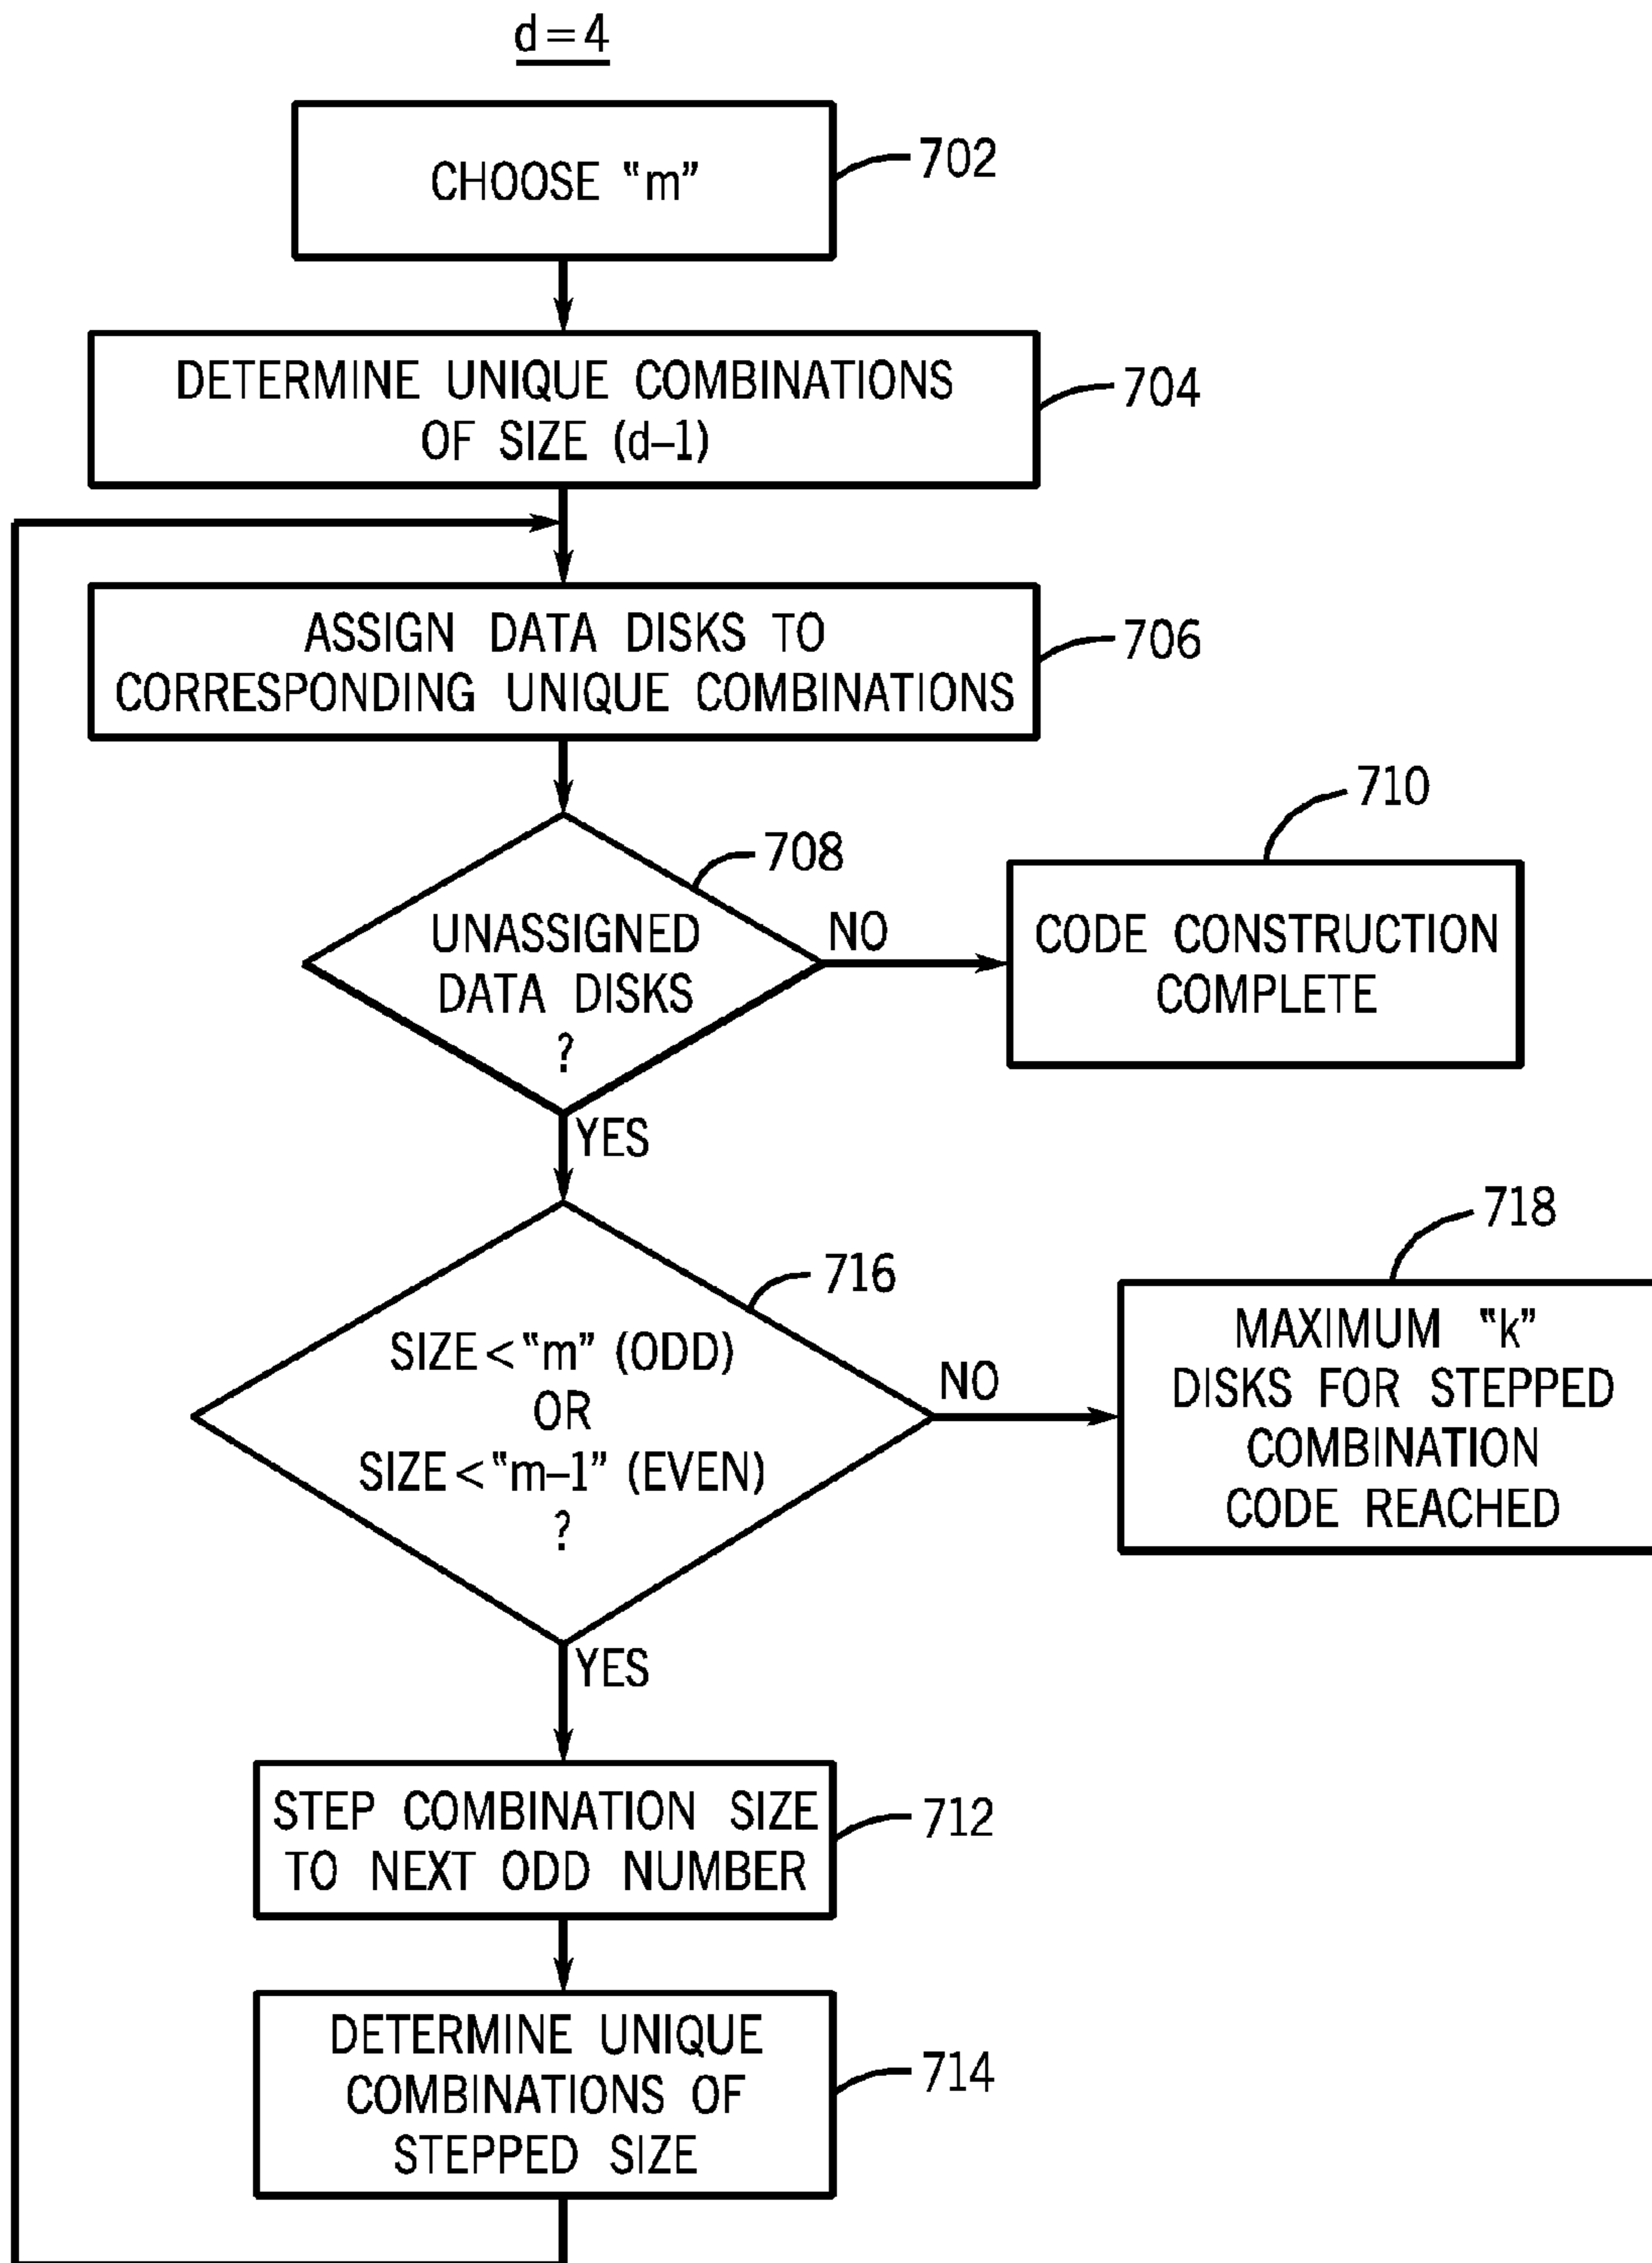 d=4
CHOOSE “m”
702
DETERMINE UNIQUE COMBINATIONS
OF SIZE (d–1)
704
ASSIGN DATA DISKS TO
CORRESPONDING UNIQUE COMBINATIONS
706
708
UNASSIGNED
DATA DISKS
?
NO
710
CODE CONSTRUCTION
COMPLETE
YES
716
SIZE<“m” (ODD)
OR
SIZE<“m–1” (EVEN)
?
NO
718
MAXIMUM “k”
DISKS FOR STEPPED
COMBINATION
CODE REACHED
YES
STEP COMBINATION SIZE
TO NEXT ODD NUMBER
712
DETERMINE UNIQUE
COMBINATIONS OF
STEPPED SIZE
714